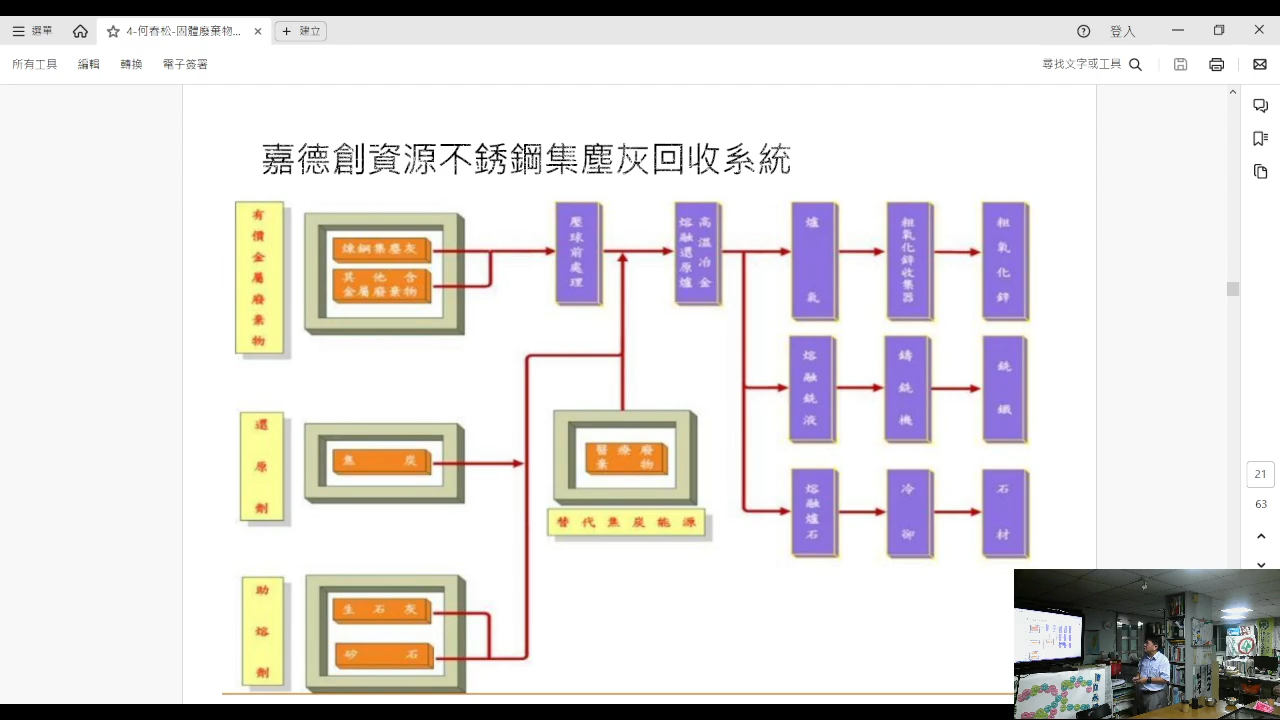 選單
4-何春松-固體廢棄物...
建立
登入
所有工具
編輯
轉換
電子簽署
尋找文字或工具
嘉德創資源不銹鋼集塵灰回收系統
有價金屬廢棄物
煉鋼集塵灰
其他含
金屬廢棄物
壓球前處理
高溫冶金
熔融還原爐
爐氣
粗氧化鋅收集器
粗氧化鋅
熔融銑液
鑄銑機
銑鐵
還原劑
焦炭
醫療廢
棄物
替代焦炭能源
熔融爐石
冷卻
石材
助熔劑
生石灰
矽石
21
63